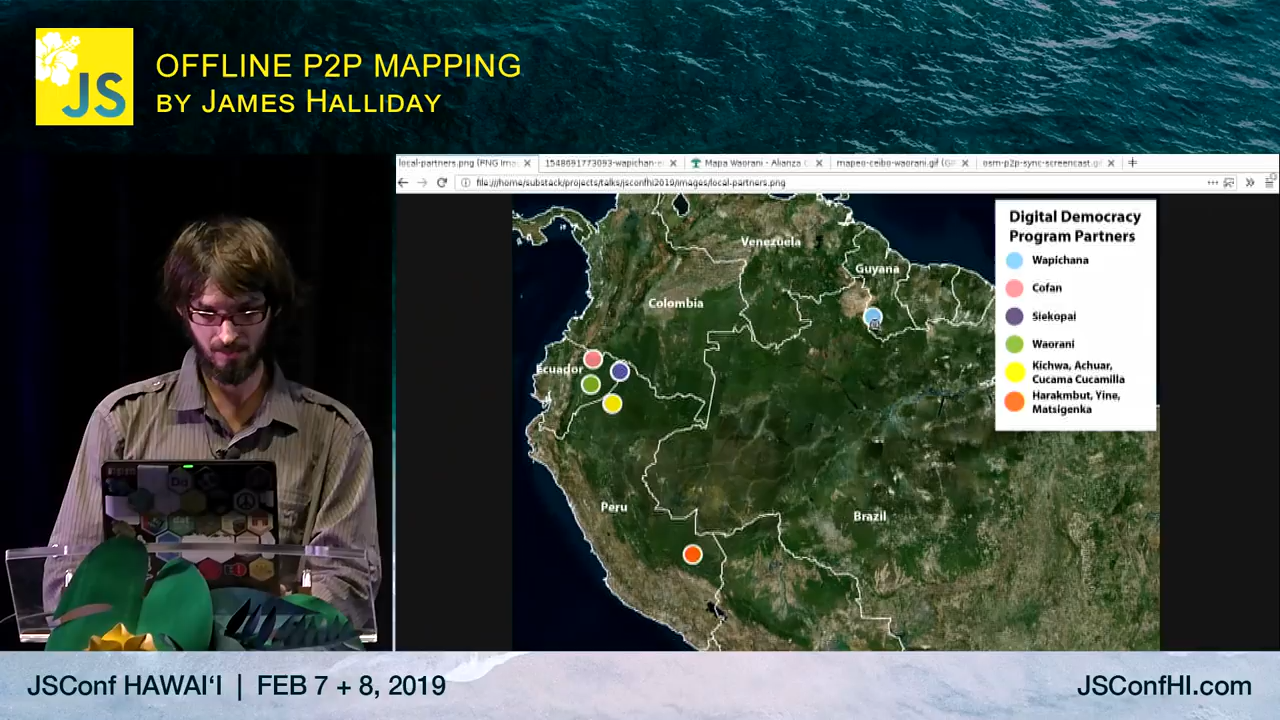 JS
OFFLINE P2P MAPPING
BY JAMES HALLIDAY
local-partners.png (PNG Ima
1548691773093-wapichan-e
Mapa Waorani - Alianza
mapeo-ceibo-waorani.gif (G
osm-p2p-sync-screencast.gif
file:///home/substack/projects/talks/jsconfhi2019/images/local-partners.png
Digital Democracy
Program Partners
Wapichana
Cofan
Siekopai
Waorani
Kichwa, Achuar,
Cucama Cucamilla
Harakmbut, Yine,
Matsigenka
Venezuela
Guyana
Colombia
Ecuador
Peru
Brazil
JSConf HAWAIʻI | FEB 7 + 8, 2019
JSConfHI.com